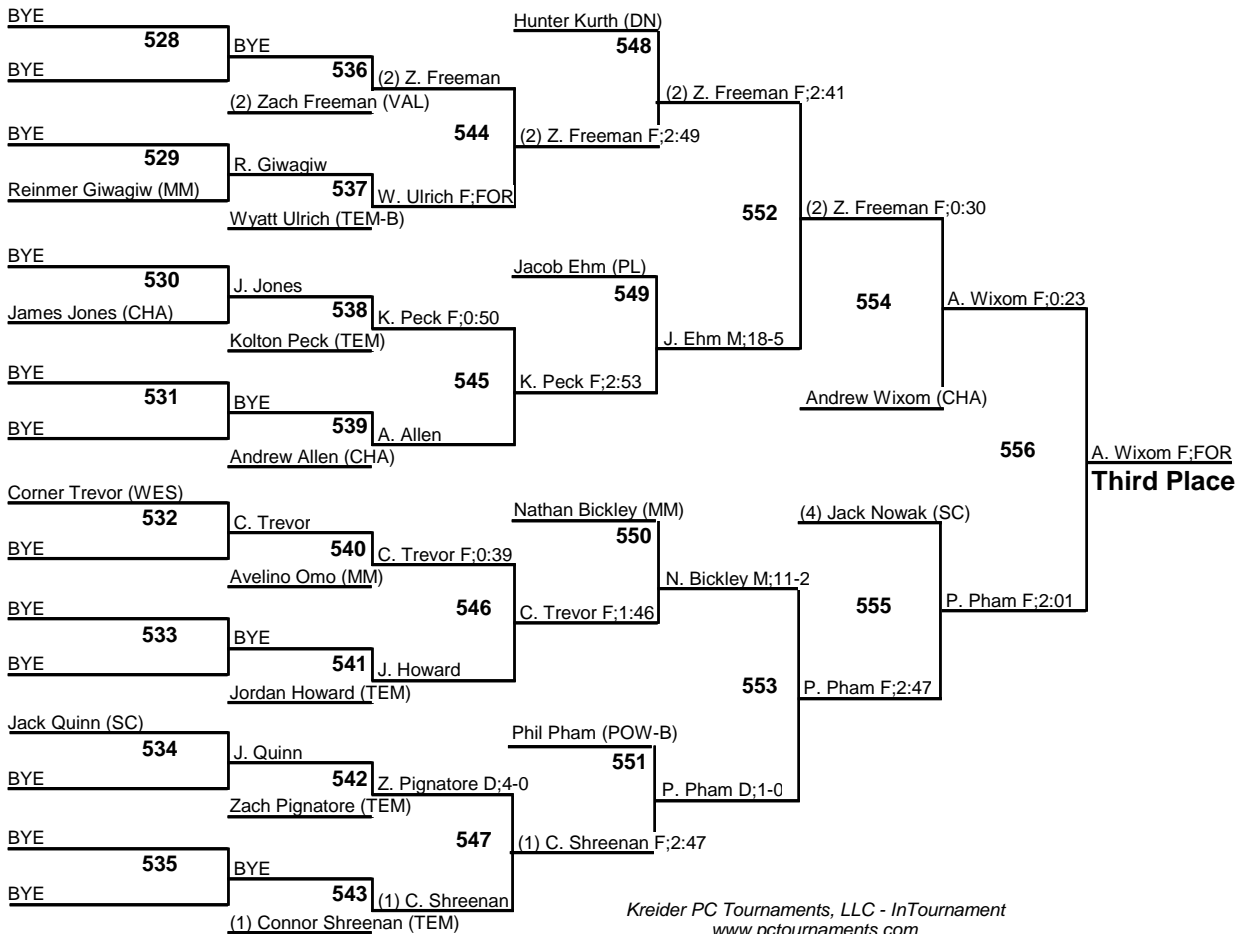 BYE
528
BYE
BYE
536
(2) Zach Freeman (VAL)
(2) Z. Freeman
BYE
529
Reinmer Giwagiw (MM)
R. Giwagiw
537
Wyatt Ulrich (TEM-B)
W. Ulrich F;FOR
544
(2) Z. Freeman F;2:49
Hunter Kurth (DN)
548
(2) Z. Freeman F;2:41
BYE
530
James Jones (CHA)
J. Jones
538
Kolton Peck (TEM)
K. Peck F;0:50
BYE
531
BYE
BYE
539
Andrew Allen (CHA)
A. Allen
545
K. Peck F;2:53
Jacob Ehm (PL)
549
J. Ehm M;18-5
552
(2) Z. Freeman F;0:30
554
Andrew Wixom (CHA)
A. Wixom F;0:23
Corner Trevor (WES)
532
BYE
C. Trevor
540
Avelino Omo (MM)
C. Trevor F;0:39
BYE
533
BYE
BYE
541
Jordan Howard (TEM)
J. Howard
546
C. Trevor F;1:46
Nathan Bickley (MM)
550
N. Bickley M;11-2
Jack Quinn (SC)
534
BYE
J. Quinn
542
Zach Pignatore (TEM)
Z. Pignatore D;4-0
BYE
535
BYE
BYE
543
(1) Connor Shreenan (TEM)
(1) C. Shreenan
547
(1) C. Shreenan F;2:47
Phil Pham (POW-B)
551
P. Pham D;1-0
553
P. Pham F;2:47
(4) Jack Nowak (SC)
555
P. Pham F;2:01
556
A. Wixom F;FOR
Third Place
Kreider PC Tournaments, LLC - InTournament
www.pctournaments.com